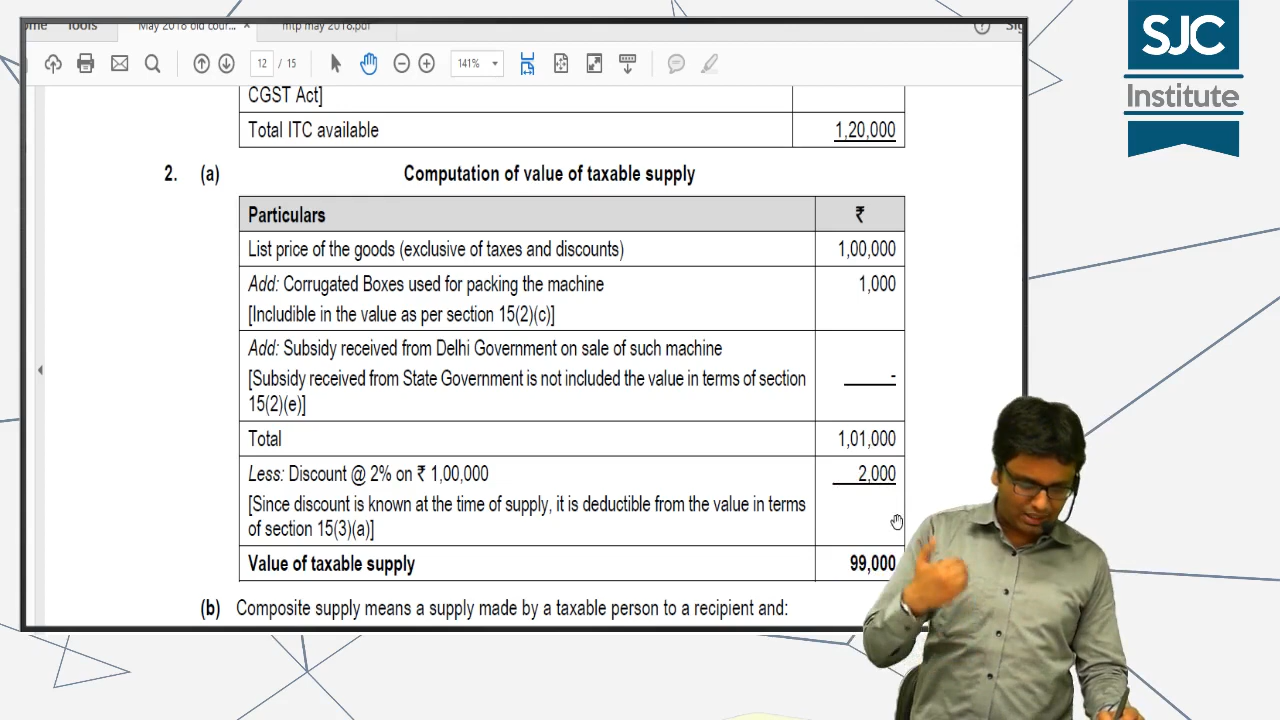 ome Tools May 2018 old cour... × mtp may 2018.pdf ? Sig
12 / 15 141%
SJC
Institute
CGST Act]
Total ITC available 1,20,000
2. (a) Computation of value of taxable supply
Particulars ₹
List price of the goods (exclusive of taxes and discounts) 1,00,000
Add: Corrugated Boxes used for packing the machine 1,000
[Includible in the value as per section 15(2)(c)]
Add: Subsidy received from Delhi Government on sale of such machine
[Subsidy received from State Government is not included the value in terms of section -
15(2)(e)]
Total 1,01,000
Less: Discount @ 2% on ₹ 1,00,000 2,000
[Since discount is known at the time of supply, it is deductible from the value in terms
of section 15(3)(a)]
Value of taxable supply 99,000
(b) Composite supply means a supply made by a taxable person to a recipient and: